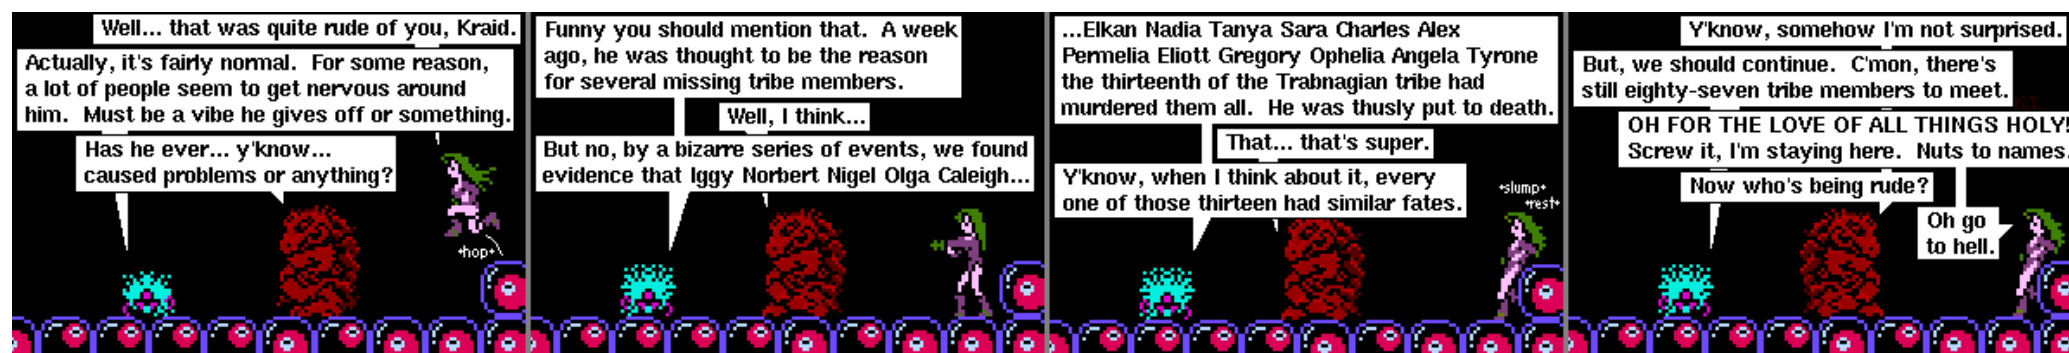 Well... that was quite rude of you, Kraid.
Actually, it's fairly normal. For some reason,
a lot of people seem to get nervous around
him. Must be a vibe he gives off or something.
Has he ever... y'know...
caused problems or anything?
*hop*
Funny you should mention that. A week
ago, he was thought to be the reason
for several missing tribe members.
Well, I think...
But no, by a bizarre series of events, we found
evidence that Iggy Norbert Nigel Olga Caleigh...
...Elkan Nadia Tanya Sara Charles Alex
Permelia Eliott Gregory Ophelia Angela Tyrone
the thirteenth of the Trabnagian tribe had
murdered them all. He was thusly put to death.
That... that's super.
Y'know, when I think about it, every
one of those thirteen had similar fates.
*slump*
*rest*
Y'know, somehow I'm not surprised.
But, we should continue. C'mon, there's
still eighty-seven tribe members to meet.
OH FOR THE LOVE OF ALL THINGS HOLY!
Screw it, I'm staying here. Nuts to names.
Now who's being rude?
Oh go
to hell.